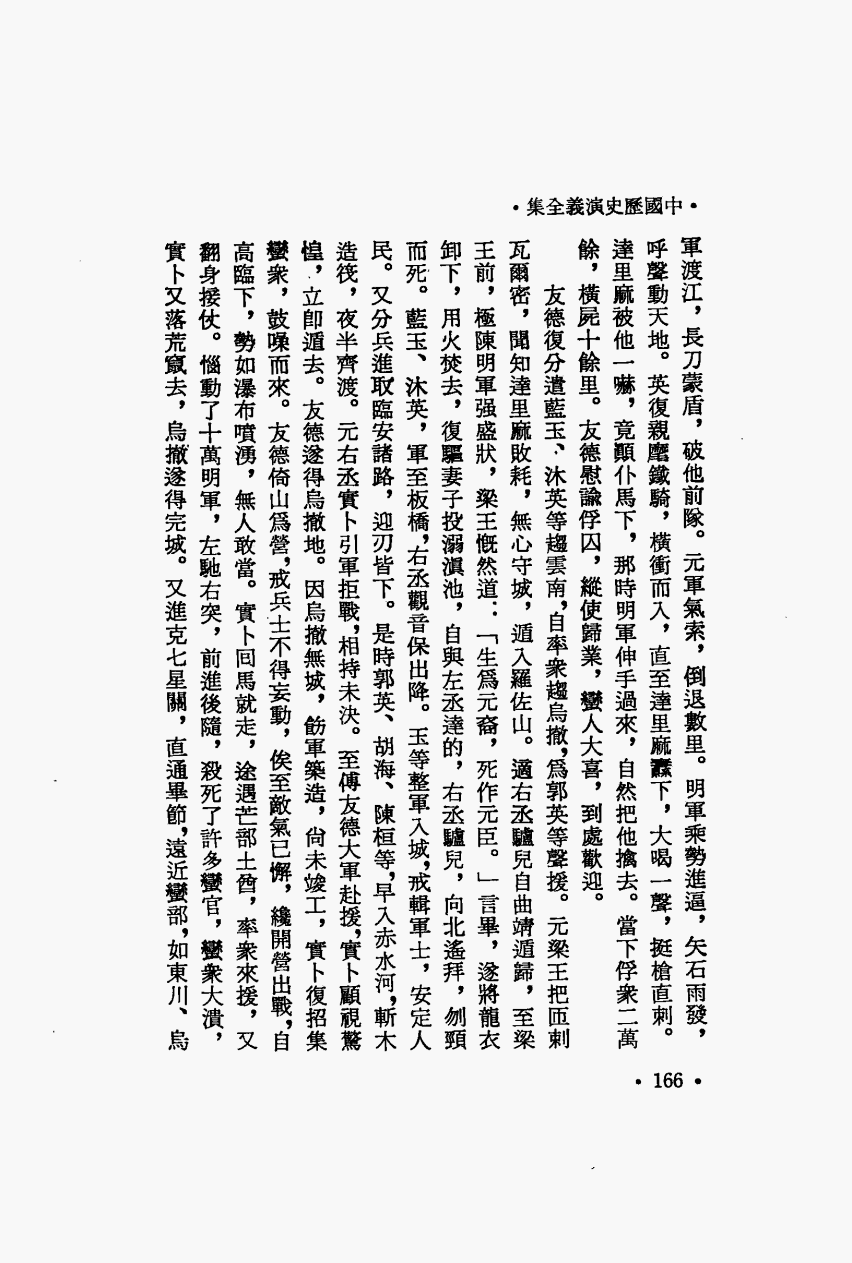 •中國歷史演義全集•
軍渡江，長刀蒙盾，破他前隊。元軍氣索，倒退數里。明軍乘勢進逼，矢石雨發，
呼聲動天地。英復親麾鐵騎，橫衝而入，直至達里麻纛下，大喝一聲，挺槍直刺。
達里麻被他一嚇，竟顚仆馬下，那時明軍伸手過來，自然把他擒去。當下俘衆二萬
餘，橫屍十餘里。友德慰諭俘囚，縱使歸業，蠻人大喜，到處歡迎。
友德復分遣藍玉、沐英等趨雲南，自率衆趨烏撤，爲郭英等聲援。元梁王把匝剌
瓦爾密，聞知達里麻敗耗，無心守城，遁入羅佐山。適右丞驢兒自曲靖遁歸，至梁
王前，極陳明軍强盛狀，梁王慨然道：「生爲元裔，死作元臣。」言畢，遂將龍衣
卸下，用火焚去，復驅妻子投溺滇池，自與左丞達的，右丞驢兒，向北遙拜，刎頸
而死。藍玉、沐英，軍至板橋，右丞觀音保出降。玉等整軍入城，戒輯軍士，安定人
民。又分兵進取臨安諸路，迎刃皆下。是時郭英、胡海、陳桓等，早入赤水河，斬木
造筏，夜半齊渡。元右丞實卜引軍拒戰，相持未決。至傅友德大軍赴援，實卜顧視驚
惶，立卽遁去。友德遂得烏撤地。因烏撤無城，飭軍築造，尙未竣工，實卜復招集
蠻衆，鼓噪而來。友德倚山爲營，戒兵士不得妄動，俟至敵氣已懈，纔開營出戰，自
高臨下，勢如瀑布噴湧，無人敢當。實卜回馬就走，途遇芒部土酋，率衆來援，又
翻身接仗。惱動了十萬明軍，左馳右突，前進後隨，殺死了許多蠻官，蠻衆大潰，
實卜又落荒竄去，烏撤遂得完城。又進克七星關，直通畢節，遠近蠻部，如東川、烏
•166•